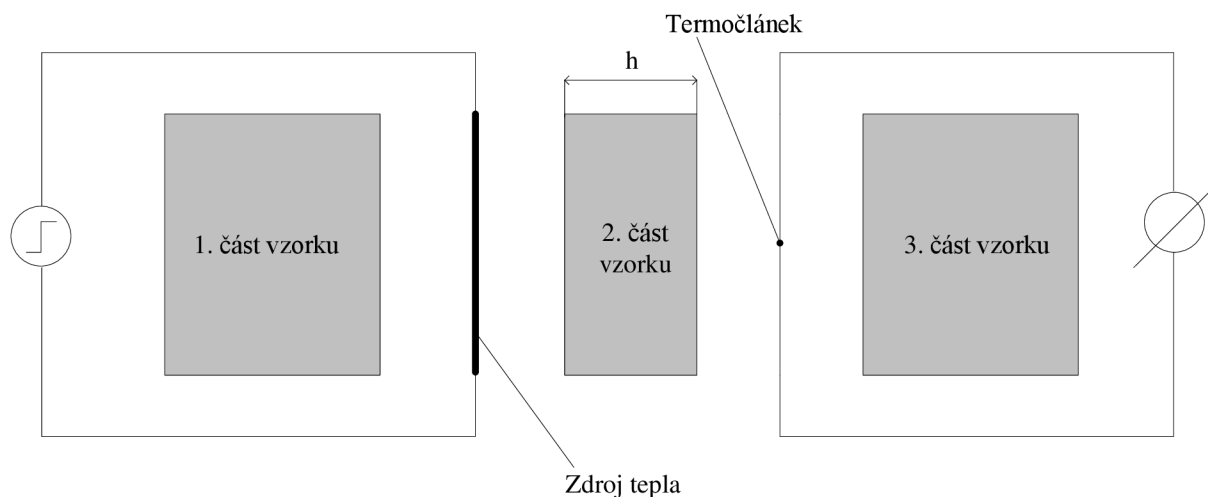 Termočlánek
h
1. část vzorku
2. část
vzorku
3. část vzorku
Zdroj tepla